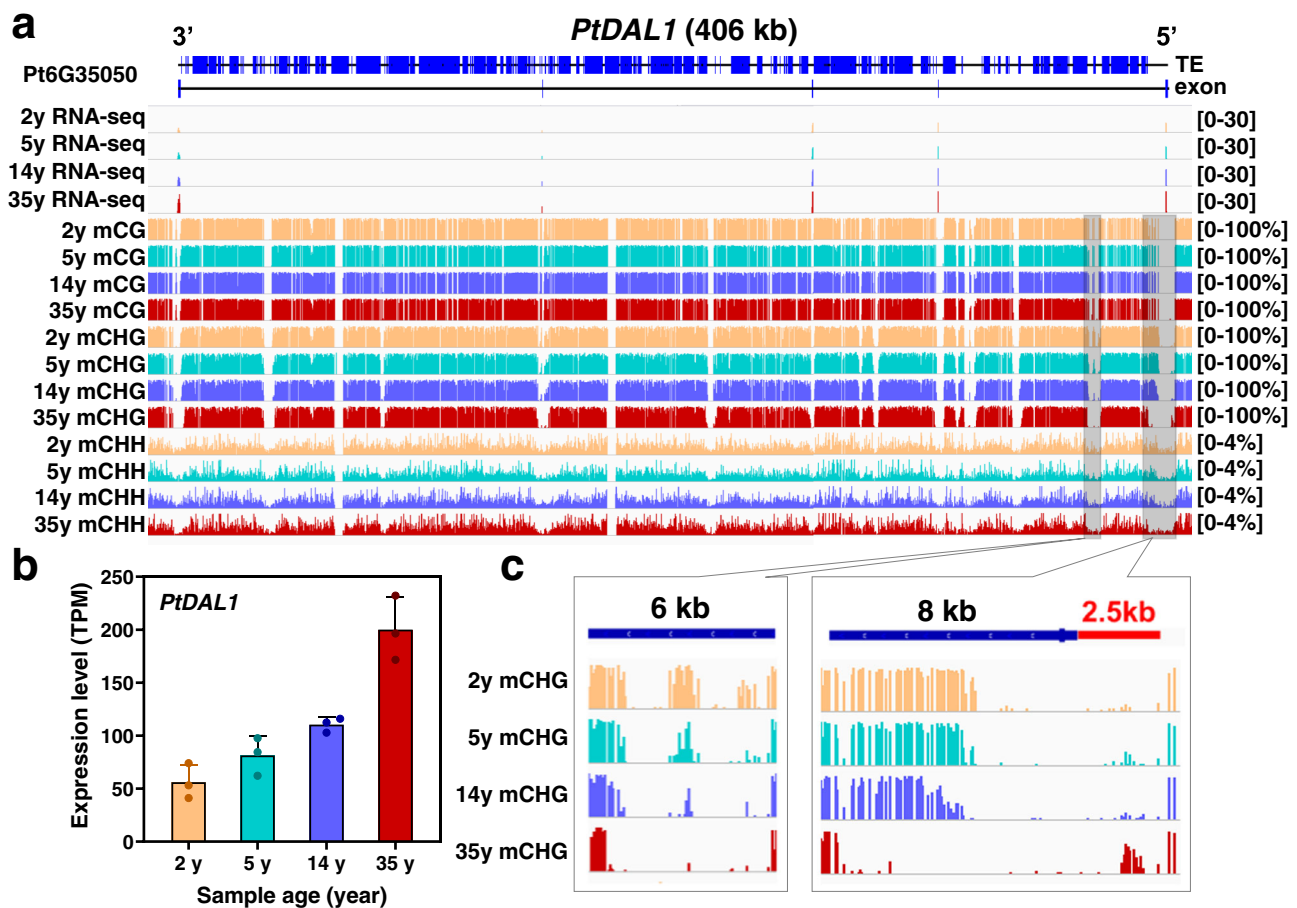 a
PtDAL1 (406 kb)
3’ 5’
Pt6G35050 TE
exon
2y RNA-seq [0-30]
5y RNA-seq [0-30]
14y RNA-seq [0-30]
35y RNA-seq [0-30]
2y mCG [0-100%]
5y mCG [0-100%]
14y mCG [0-100%]
35y mCG [0-100%]
2y mCHG [0-100%]
5y mCHG [0-100%]
14y mCHG [0-100%]
35y mCHG [0-100%]
2y mCHH [0-4%]
5y mCHH [0-4%]
14y mCHH [0-4%]
35y mCHH [0-4%]
b
PtDAL1
Expression level (TPM)
250
200
150
100
50
0
2 y 5 y 14 y 35 y
Sample age (year)
c
6 kb 8 kb 2.5kb
2y mCHG
5y mCHG
14y mCHG
35y mCHG